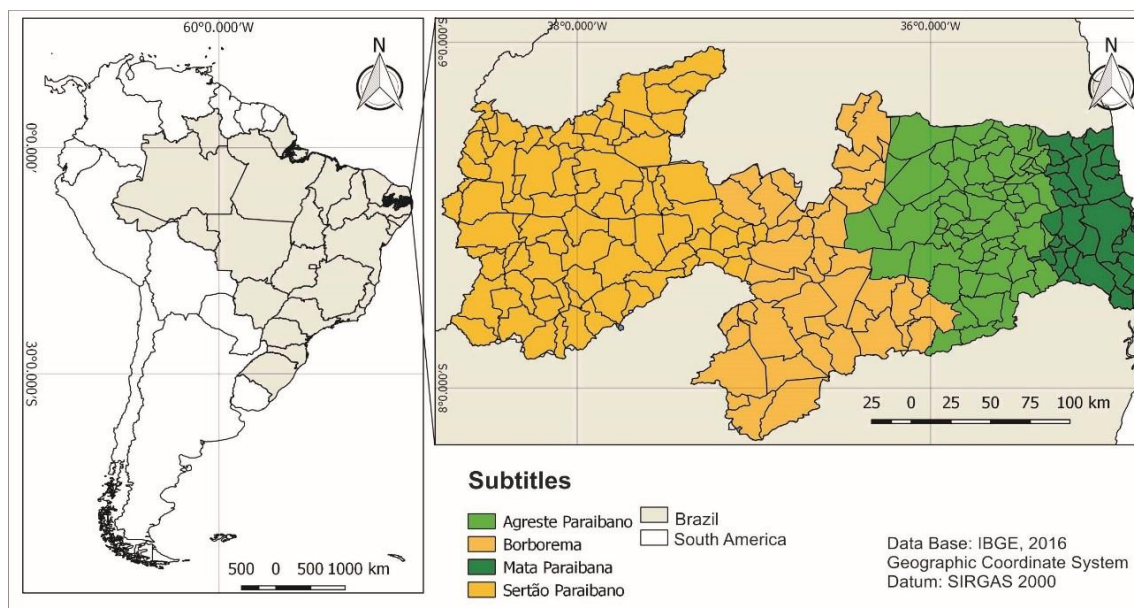 60°0.000'W
N
0°0.000'
30°0.000'S
500 0 500 1000 km
38°0.000'W
36°0.000'W
6°0.000'S
N
8°0.000'S
25 0 25 50 75 100 km
Subtitles
Agreste Paraibano
Borborema
Mata Paraibana
Sertão Paraibano
Brazil
South America
Data Base: IBGE, 2016
Geographic Coordinate System
Datum: SIRGAS 2000